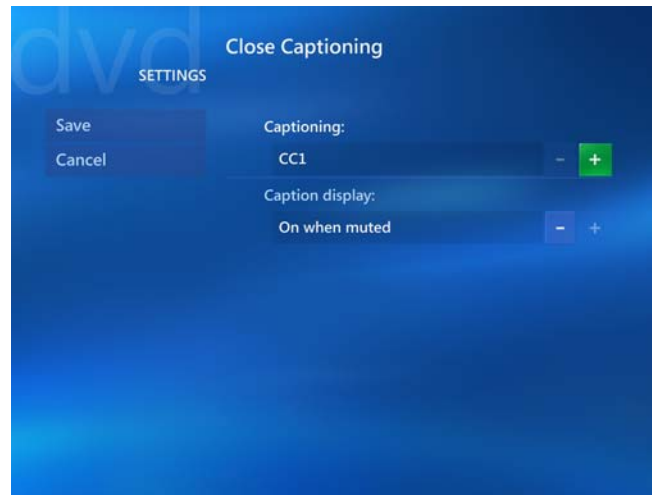 dvd
Close Captioning
SETTINGS
Save
Cancel
Captioning:
CC1
- +
Caption display:
On when muted
- +